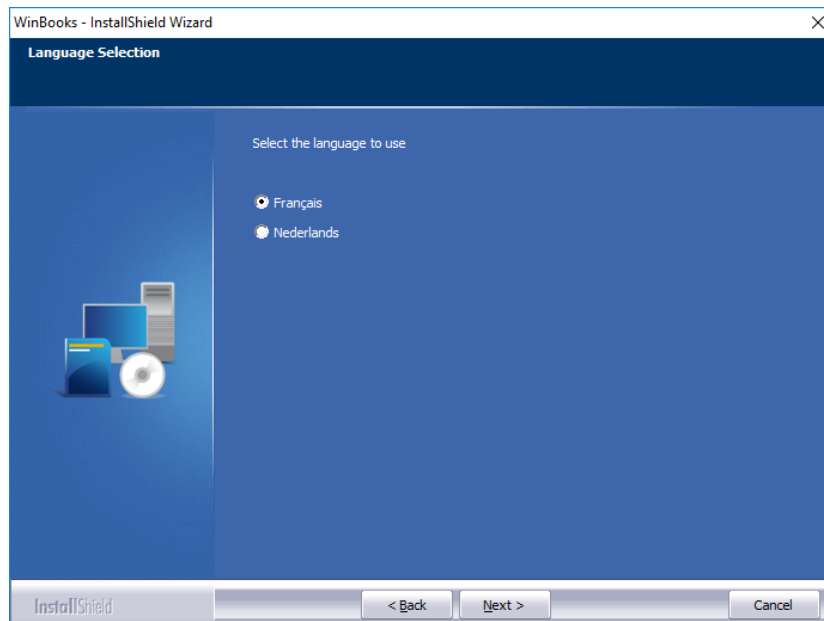 WinBooks - InstallShield Wizard
Language Selection
Select the language to use
Français
Nederlands
InstallShield
< Back
Next >
Cancel